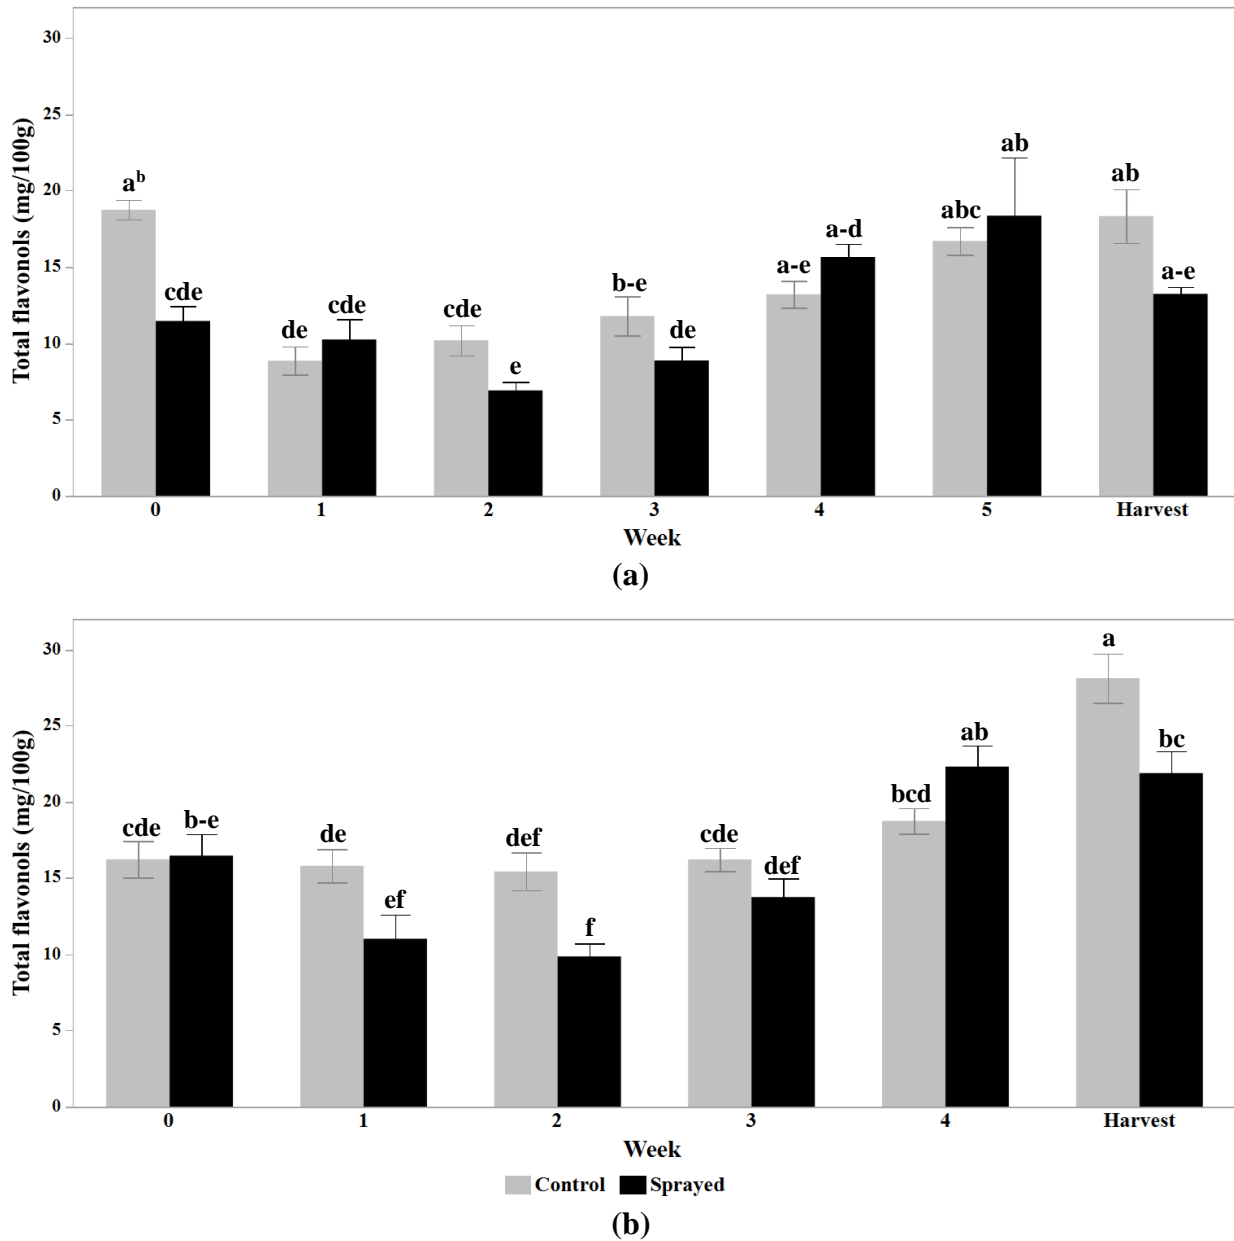 Total flavonols (mg/100g)
30
25
20
15
10
5
0
a^b
cde
de
cde
cde
e
b-e
de
a-e
a-d
abc
ab
ab
a-e
0 1 2 3 4 5 Harvest
Week
(a)
Total flavonols (mg/100g)
30
25
20
15
10
5
0
cde
b-e
de
ef
def
f
cde
def
bcd
ab
a
bc
0 1 2 3 4 Harvest
Week
Control Sprayed
(b)